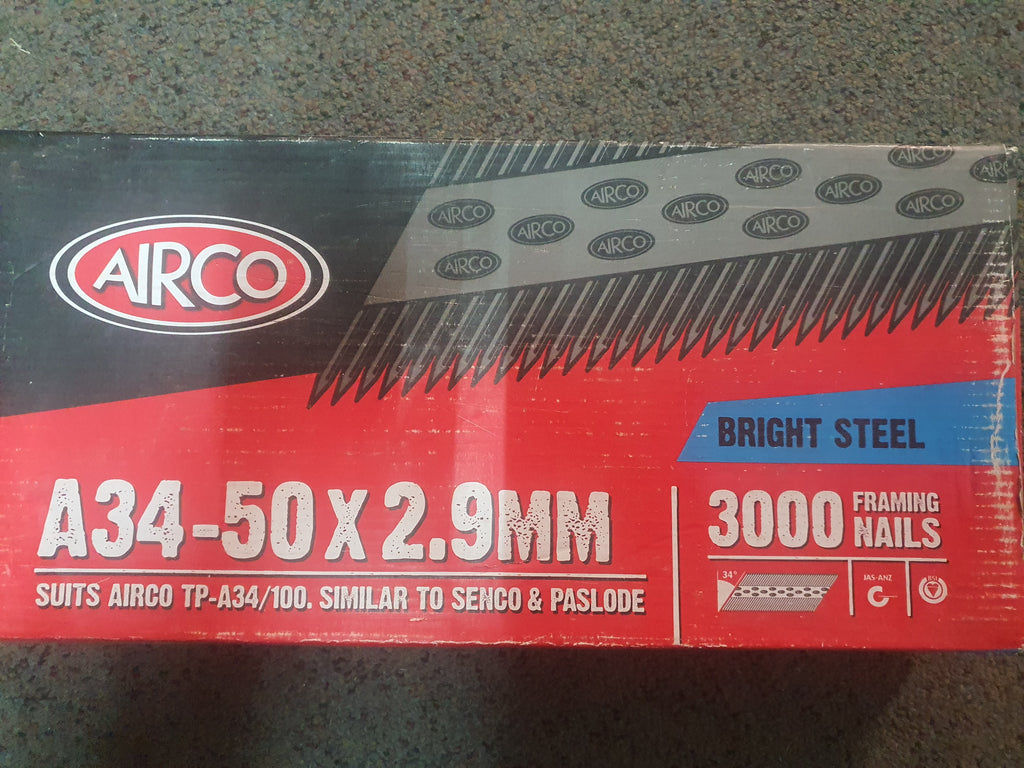 AIRCO
AIRCO
AIRCO
AIRCO
AIRCO
AIRCO
AIRCO
AIRCO
AIRCO
AIRCO
AIRCO
AIRCO
BRIGHT STEEL
A34-50 X 2.9MM
SUITS AIRCO TP-A34/100. SIMILAR TO SENCO & PASLODE
3000 FRAMING NAILS
34°
JAS-ANZ
BSI